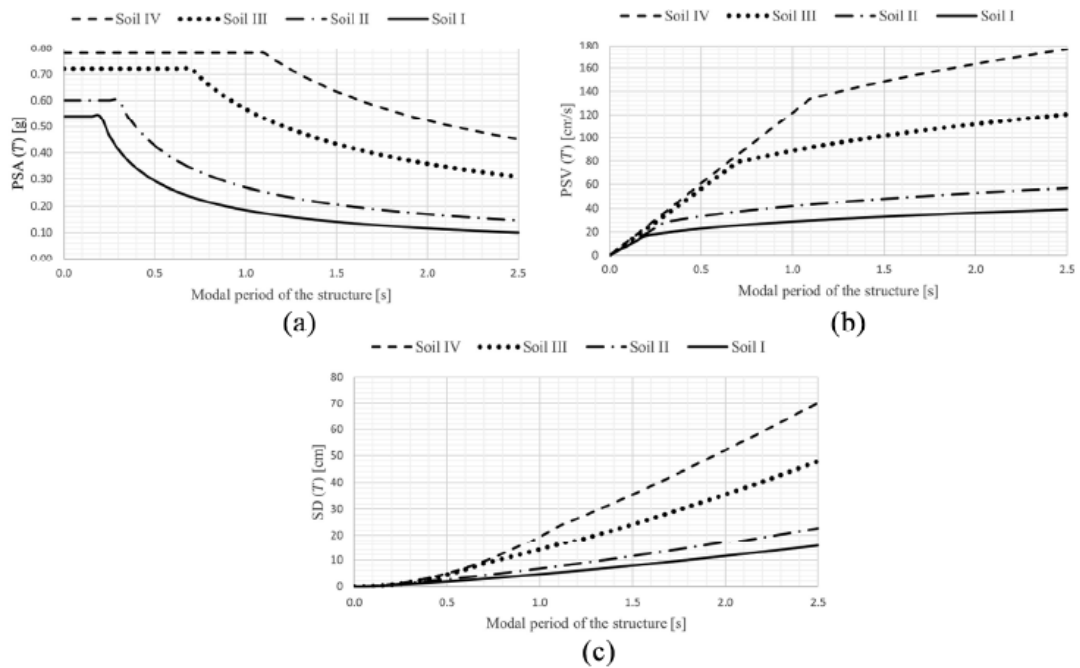 Soil IV Soil III Soil II Soil I
PSA (T) [g]
0.80
0.70
0.60
0.50
0.40
0.30
0.20
0.10
0.00
0.0 0.5 1.0 1.5 2.0 2.5
Modal period of the structure [s]
(a)
Soil IV Soil III Soil II Soil I
PSV (T) [cm/s]
180
160
140
120
100
80
60
40
20
0
0.0 0.5 1.0 1.5 2.0 2.5
Modal period of the structure [s]
(b)
Soil IV Soil III Soil II Soil I
SD (T) [cm]
80
70
60
50
40
30
20
10
0
0.0 0.5 1.0 1.5 2.0 2.5
Modal period of the structure [s]
(c)